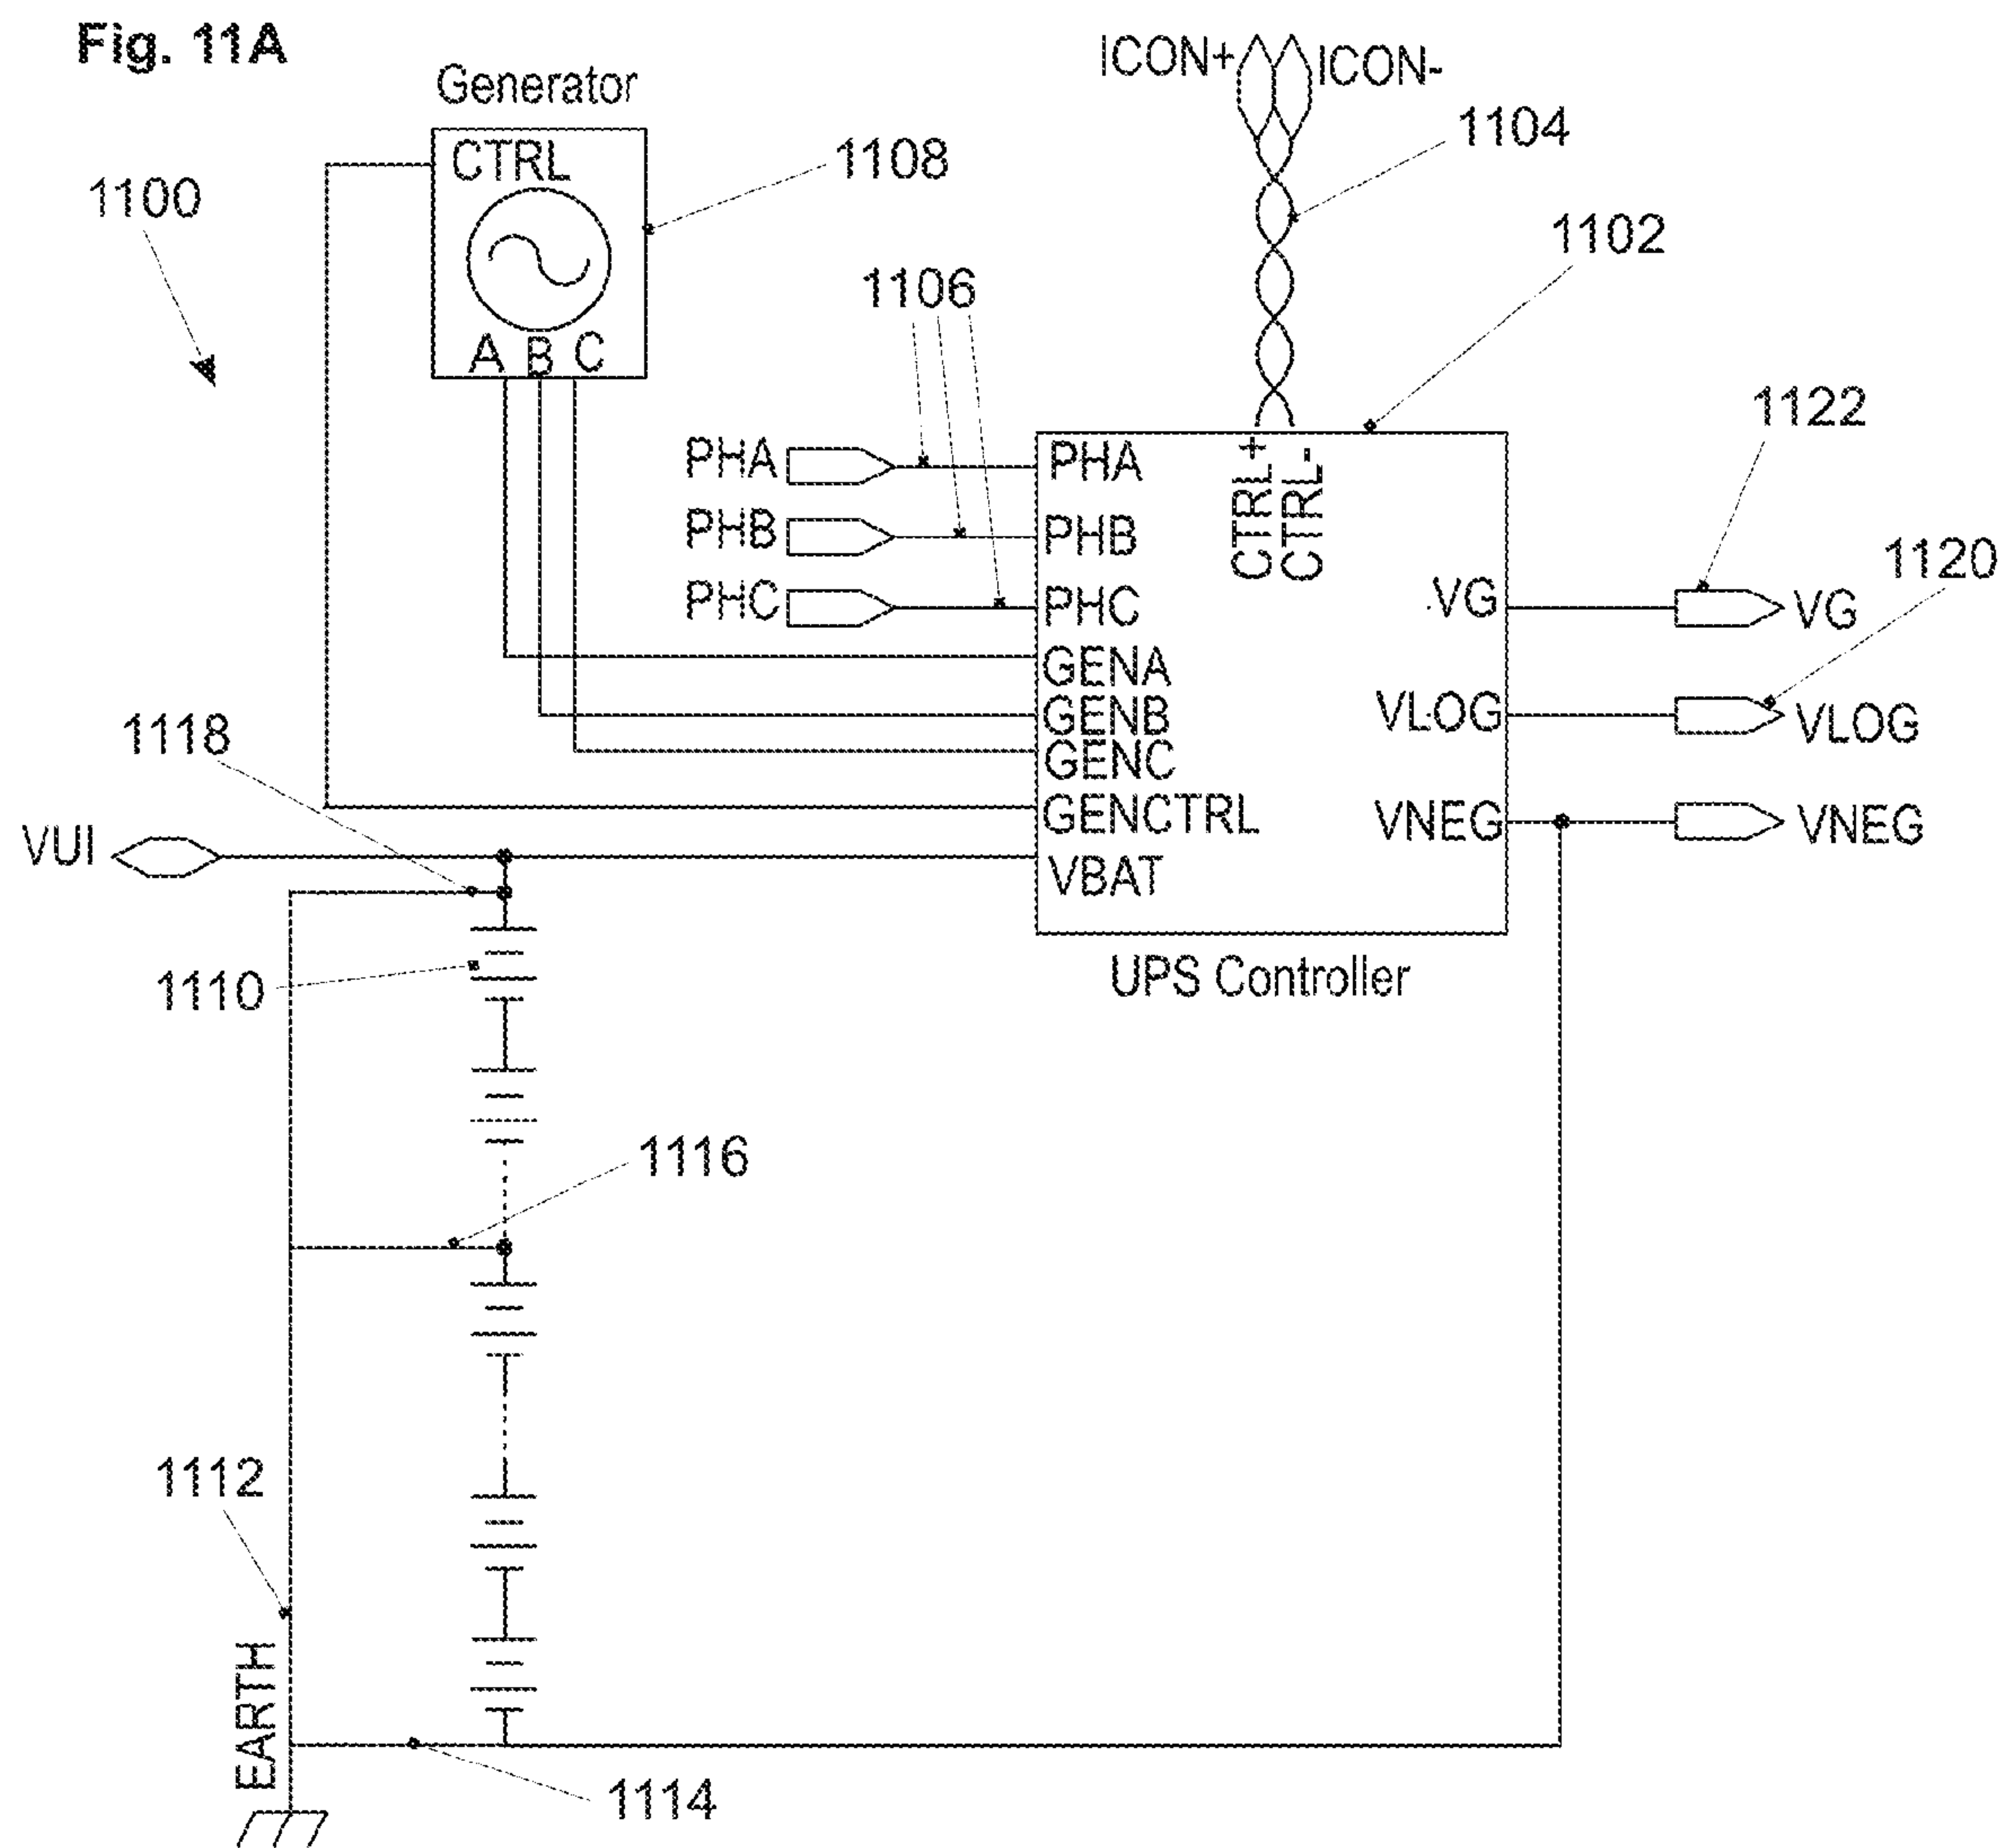 Fig. 11A
Generator
ICON+
ICON-
1104
CTRL
1108
1100
1102
1106
A B C
1122
PHA
PHA
CTRL+
CTRL-
PHB
PHB
1120
PHC
PHC
VG
VG
GENA
1118
GENB
VLOG
VLOG
GENC
GENCTRL
VNEG
VNEG
VUI
VBAT
1110
UPS Controller
1116
1112
EARTH
1114